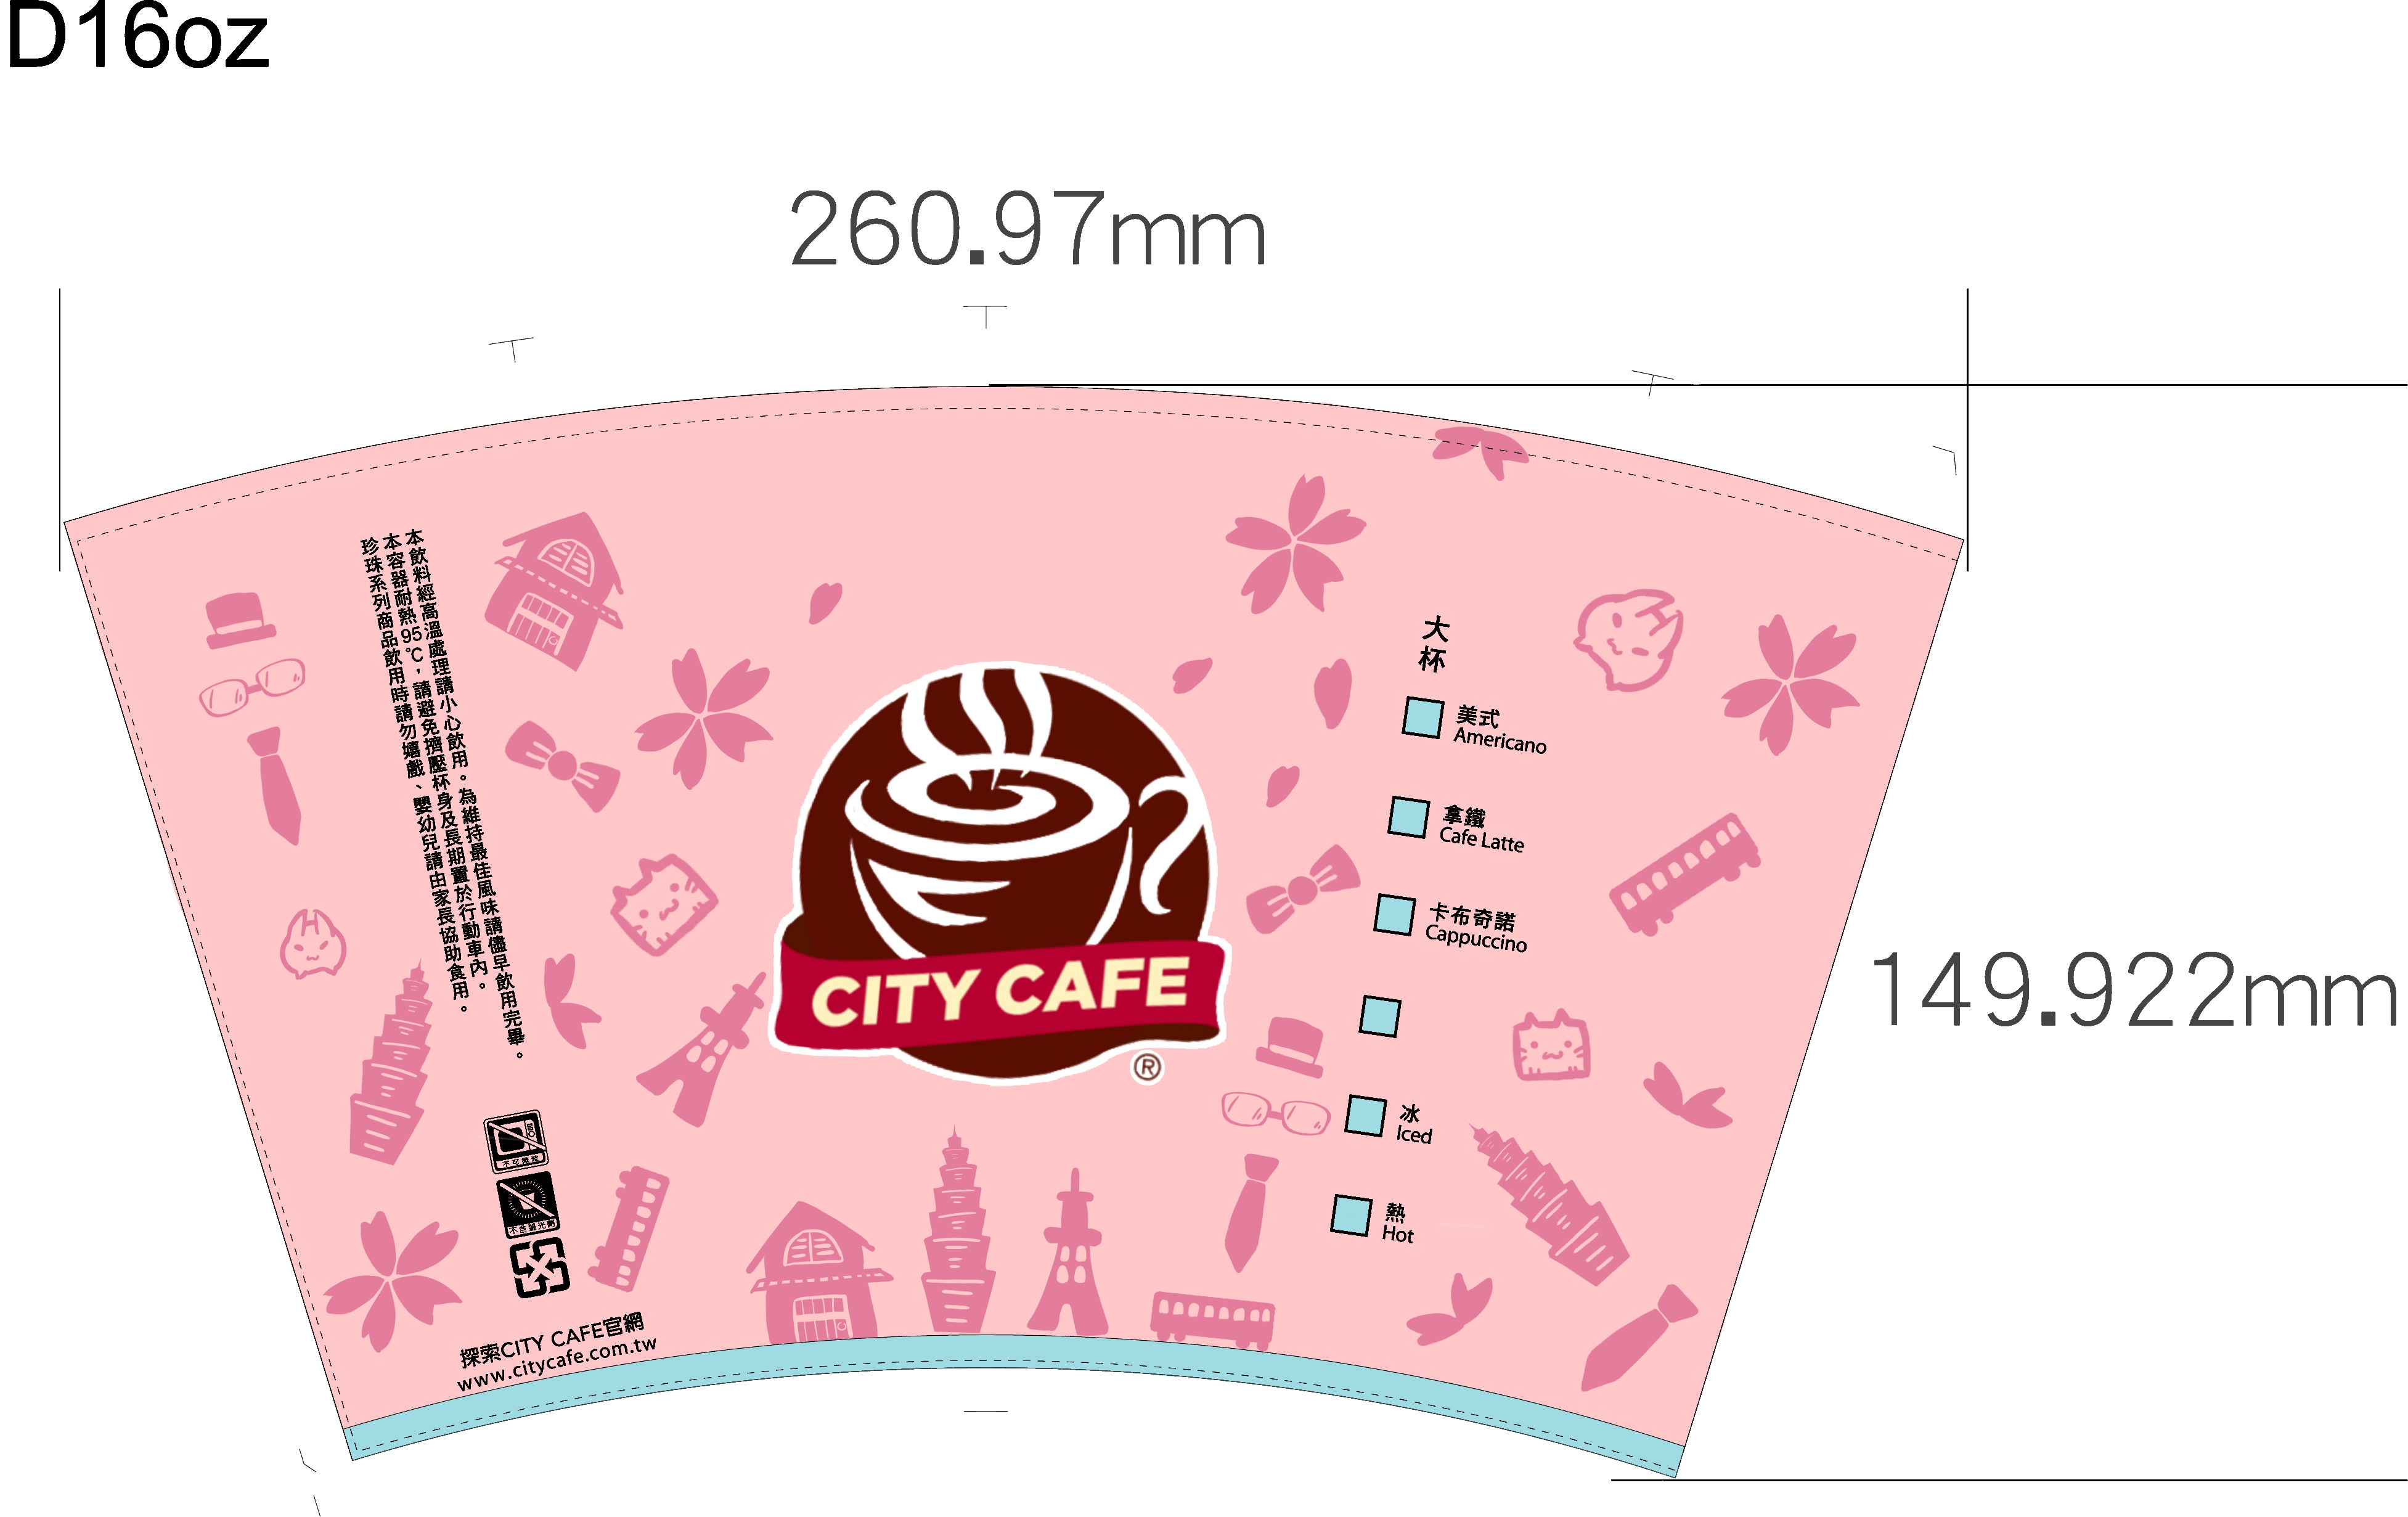 D16oz
260.97mm
149.922mm
本飲料經高溫處理請小心飲用。為維持最佳風味請儘早飲用完畢。
本容器耐熱95℃，請避免擠壓杯身及長期置於行動車內。
珍珠系列商品飲用時請勿嬉戲、嬰幼兒請由家長協助食用。
不可微波
不含螢光劑
探索CITY CAFE官網
www.citycafe.com.tw
CITY CAFE
®
大杯
美式
Americano
拿鐵
Cafe Latte
卡布奇諾
Cappuccino
冰
Iced
熱
Hot